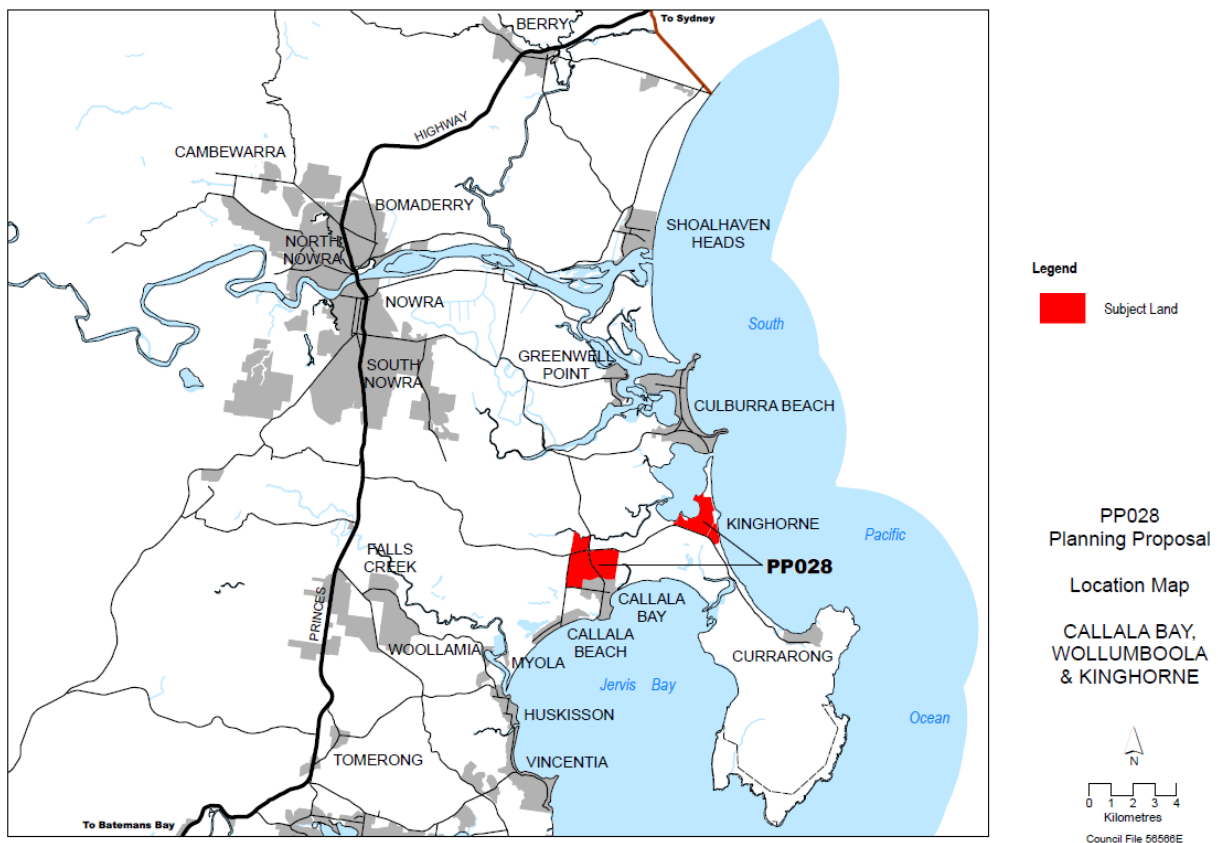 BERRY
To Sydney
HIGHWAY
CAMBEWARRA
BOMADERRY
NORTH
NOWRA
SHOALHAVEN
HEADS
NOWRA
South
GREENWELL
POINT
SOUTH
NOWRA
CULBURRA BEACH
KINGHORNE
Pacific
PP028
FALLS
CREEK
CALLALA
BAY
PRINCES
CALLALA
BEACH
WOOLLAMIA
MYOLA
CURRARONG
Jervis Bay
HUSKISSON
Ocean
TOMERONG
VINCENTIA
To Batemans Bay
Legend
Subject Land
PP028
Planning Proposal
Location Map
CALLALA BAY,
WOLLUMBOOLA
& KINGHORNE
N
0 1 2 3 4
Kilometres
Council File 56566E